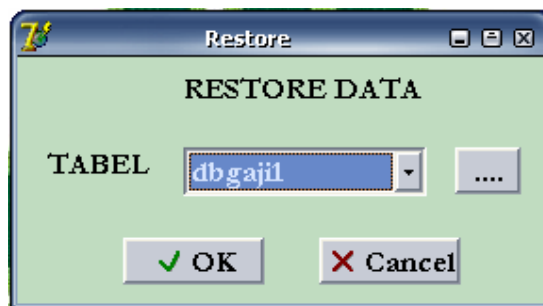 Restore
RESTORE DATA
TABEL dbgaji1 ....
OK Cancel